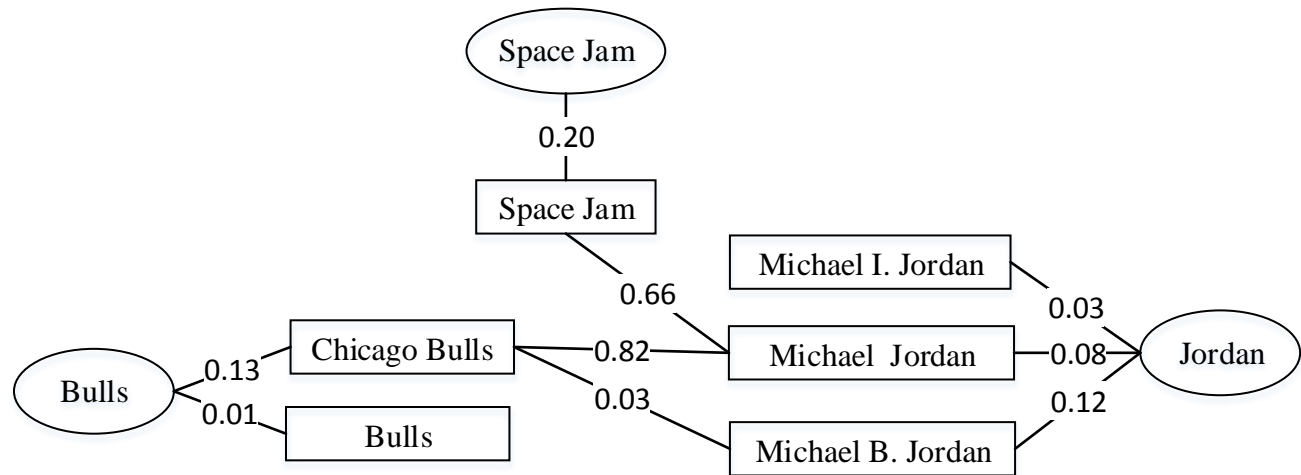 Space Jam
0.20
Space Jam
Michael I. Jordan
0.66
0.03
Chicago Bulls
0.82
Michael Jordan
0.08
Jordan
0.13
Bulls
0.01
0.03
0.12
Bulls
Michael B. Jordan